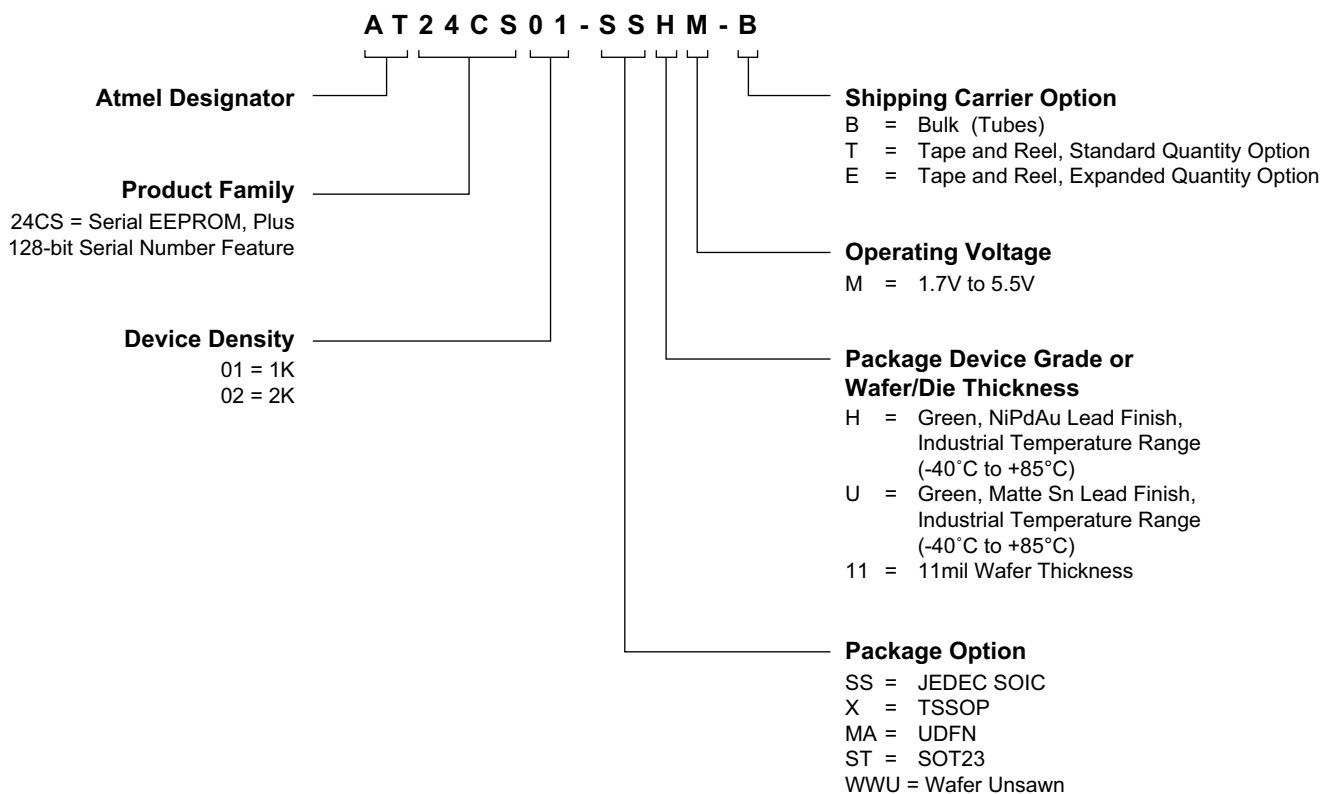 AT24CS01-SSHM-B
Atmel Designator
Product Family
24CS = Serial EEPROM, Plus
128-bit Serial Number Feature
Device Density
01 = 1K
02 = 2K
Shipping Carrier Option
B = Bulk (Tubes)
T = Tape and Reel, Standard Quantity Option
E = Tape and Reel, Expanded Quantity Option
Operating Voltage
M = 1.7V to 5.5V
Package Device Grade or
Wafer/Die Thickness
H = Green, NiPdAu Lead Finish,
Industrial Temperature Range
(-40˚C to +85°C)
U = Green, Matte Sn Lead Finish,
Industrial Temperature Range
(-40˚C to +85°C)
11 = 11mil Wafer Thickness
Package Option
SS = JEDEC SOIC
X = TSSOP
MA = UDFN
ST = SOT23
WWU = Wafer Unsawn